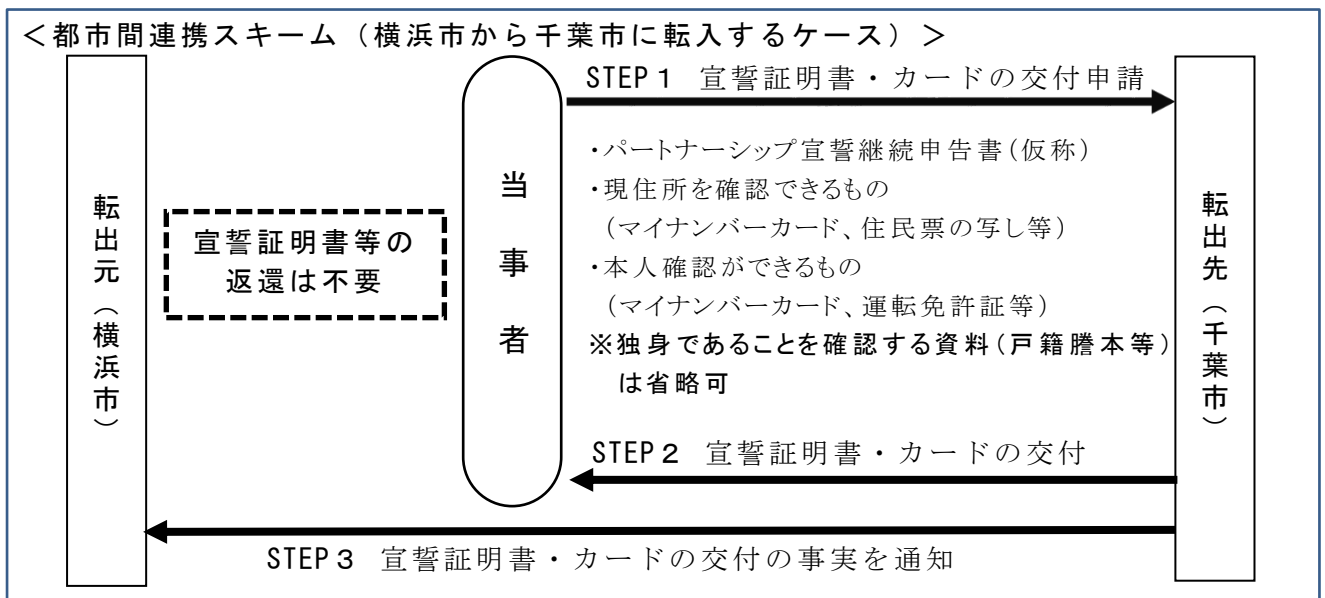 ＜都市間連携スキーム（横浜市から千葉市に転入するケース）＞
転出元（横浜市）
宣誓証明書等の
返還は不要
当事者
STEP１ 宣誓証明書・カードの交付申請
・パートナーシップ宣誓継続申告書（仮称）
・現住所を確認できるもの
（マイナンバーカード、住民票の写し等）
・本人確認ができるもの
（マイナンバーカード、運転免許証等）
※独身であることを確認する資料（戸籍謄本等）
は省略可
STEP２ 宣誓証明書・カードの交付
STEP３ 宣誓証明書・カードの交付の事実を通知
転出先（千葉市）